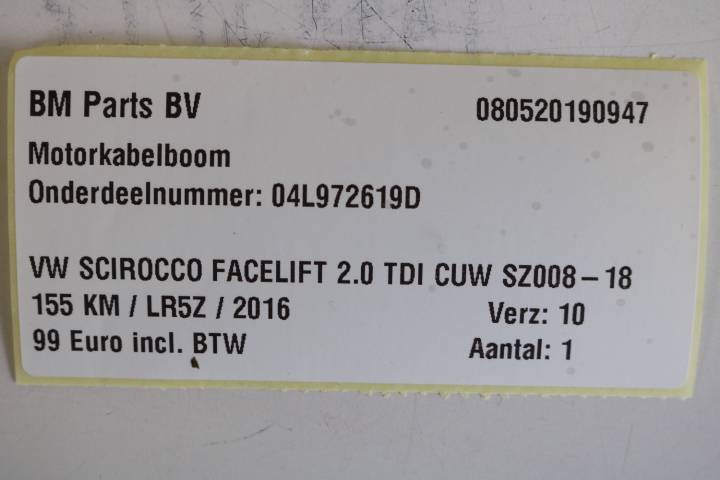 BM Parts BV 080520190947
Motorkabelboom
Onderdeelnummer: 04L972619D
VW SCIROCCO FACELIFT 2.0 TDI CUW SZ008-18
155 KM / LR5Z / 2016 Verz: 10
99 Euro incl. BTW Aantal: 1